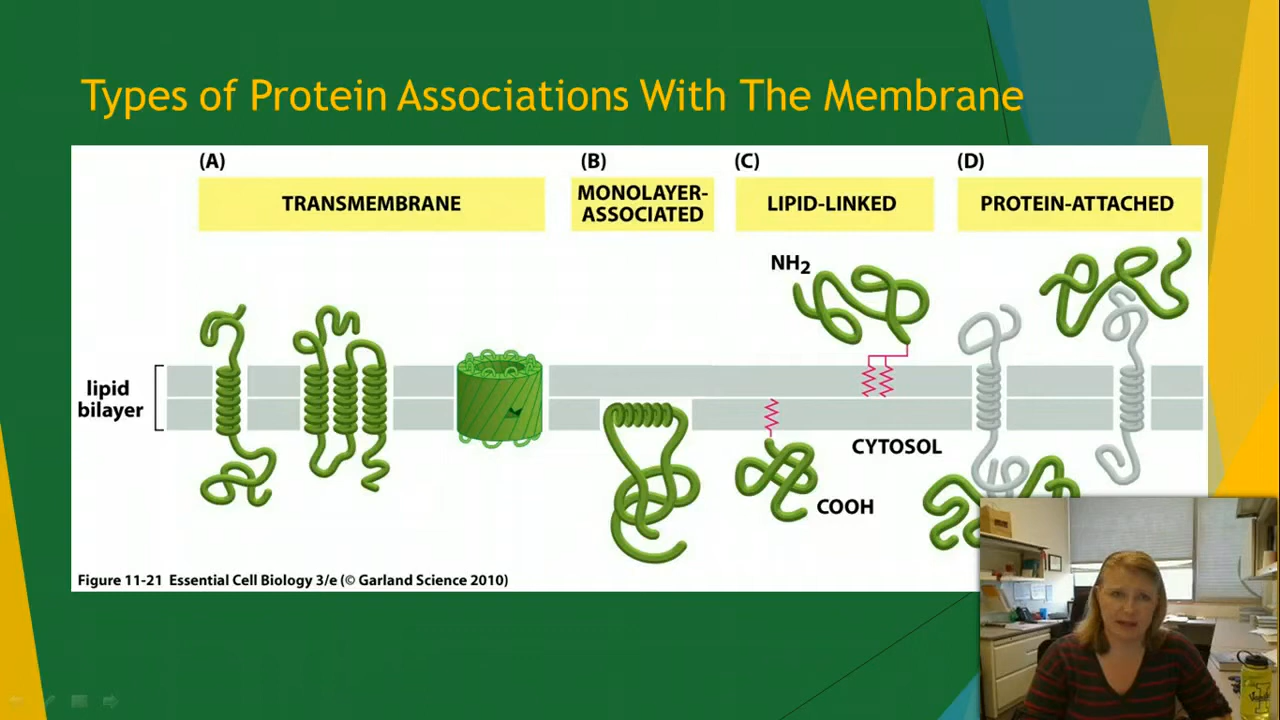 Types of Protein Associations With The Membrane
(A)
(B)
(C)
(D)
TRANSMEMBRANE
MONOLAYER-
ASSOCIATED
LIPID-LINKED
PROTEIN-ATTACHED
NH2
lipid
bilayer
CYTOSOL
COOH
Figure 11-21 Essential Cell Biology 3/e (© Garland Science 2010)